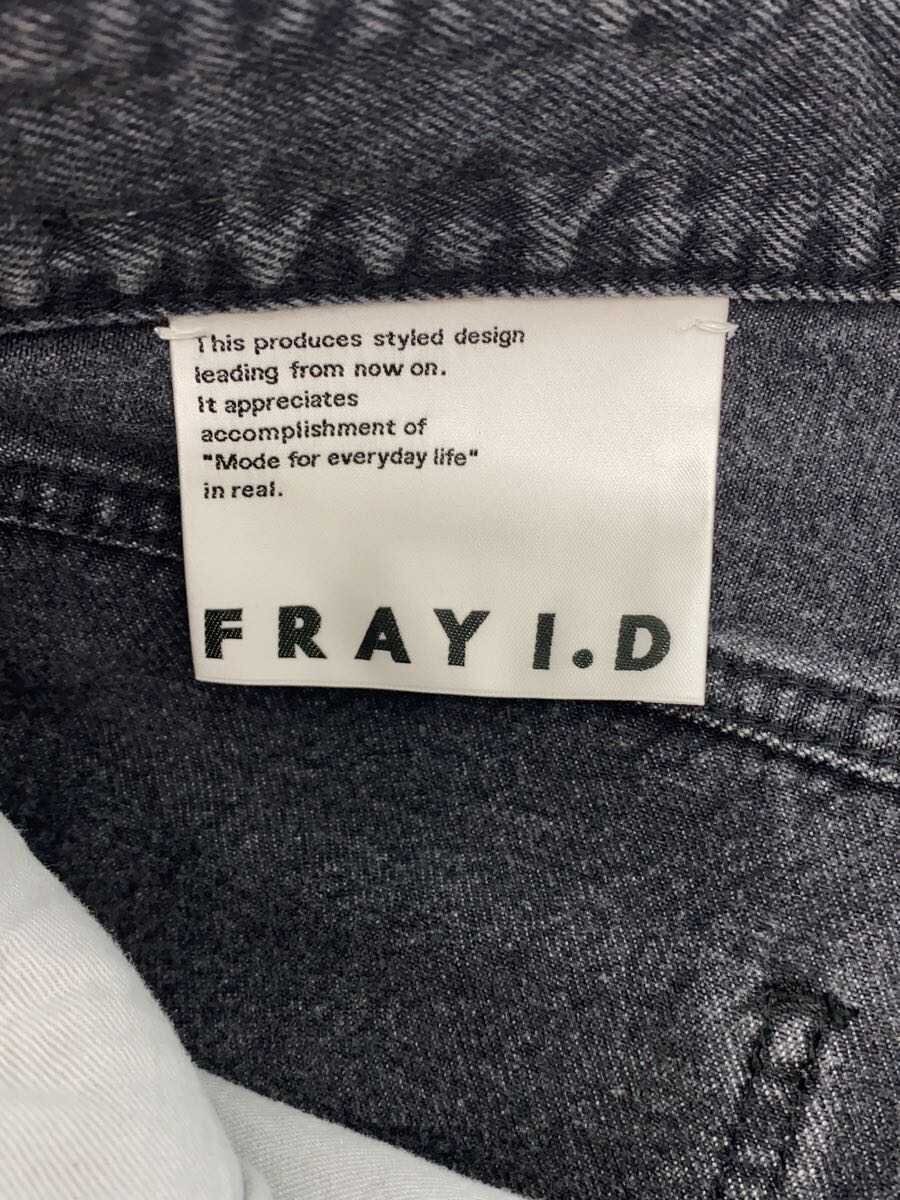 This produces styled design
leading from now on.
It appreciates
accomplishment of
"Mode for everyday life"
in real.
FRAY I.D